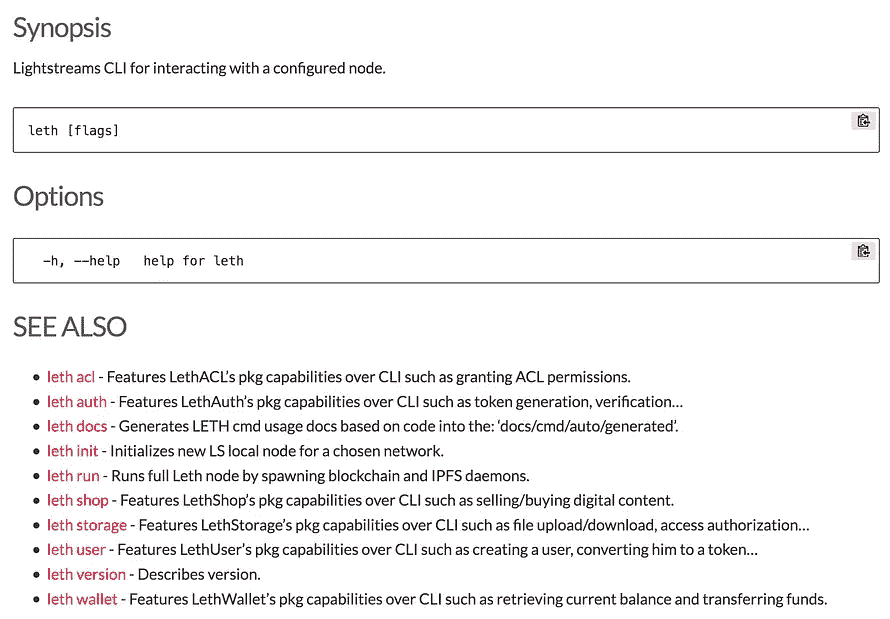 Synopsis
Lightstreams CLI for interacting with a configured node.
leth [flags]
Options
-h, --help   help for leth
SEE ALSO
• leth acl - Features LethACL’s pkg capabilities over CLI such as granting ACL permissions.
• leth auth - Features LethAuth’s pkg capabilities over CLI such as token generation, verification…
• leth docs - Generates LETH cmd usage docs based on code into the: ‘docs/cmd/auto/generated’.
• leth init - Initializes new LS local node for a chosen network.
• leth run - Runs full Leth node by spawning blockchain and IPFS daemons.
• leth shop - Features LethShop’s pkg capabilities over CLI such as selling/buying digital content.
• leth storage - Features LethStorage’s pkg capabilities over CLI such as file upload/download, access authorization…
• leth user - Features LethUser’s pkg capabilities over CLI such as creating a user, converting him to a token…
• leth version - Describes version.
• leth wallet - Features LethWallet’s pkg capabilities over CLI such as retrieving current balance and transferring funds.